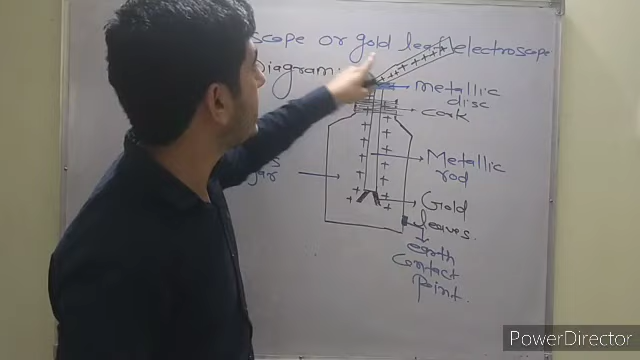 scope or gold leaf electroscope
Diagram:
metallic
disc
cork
Metallic
rod
Gold
leaves.
earth
Contact
Point.
PowerDirector